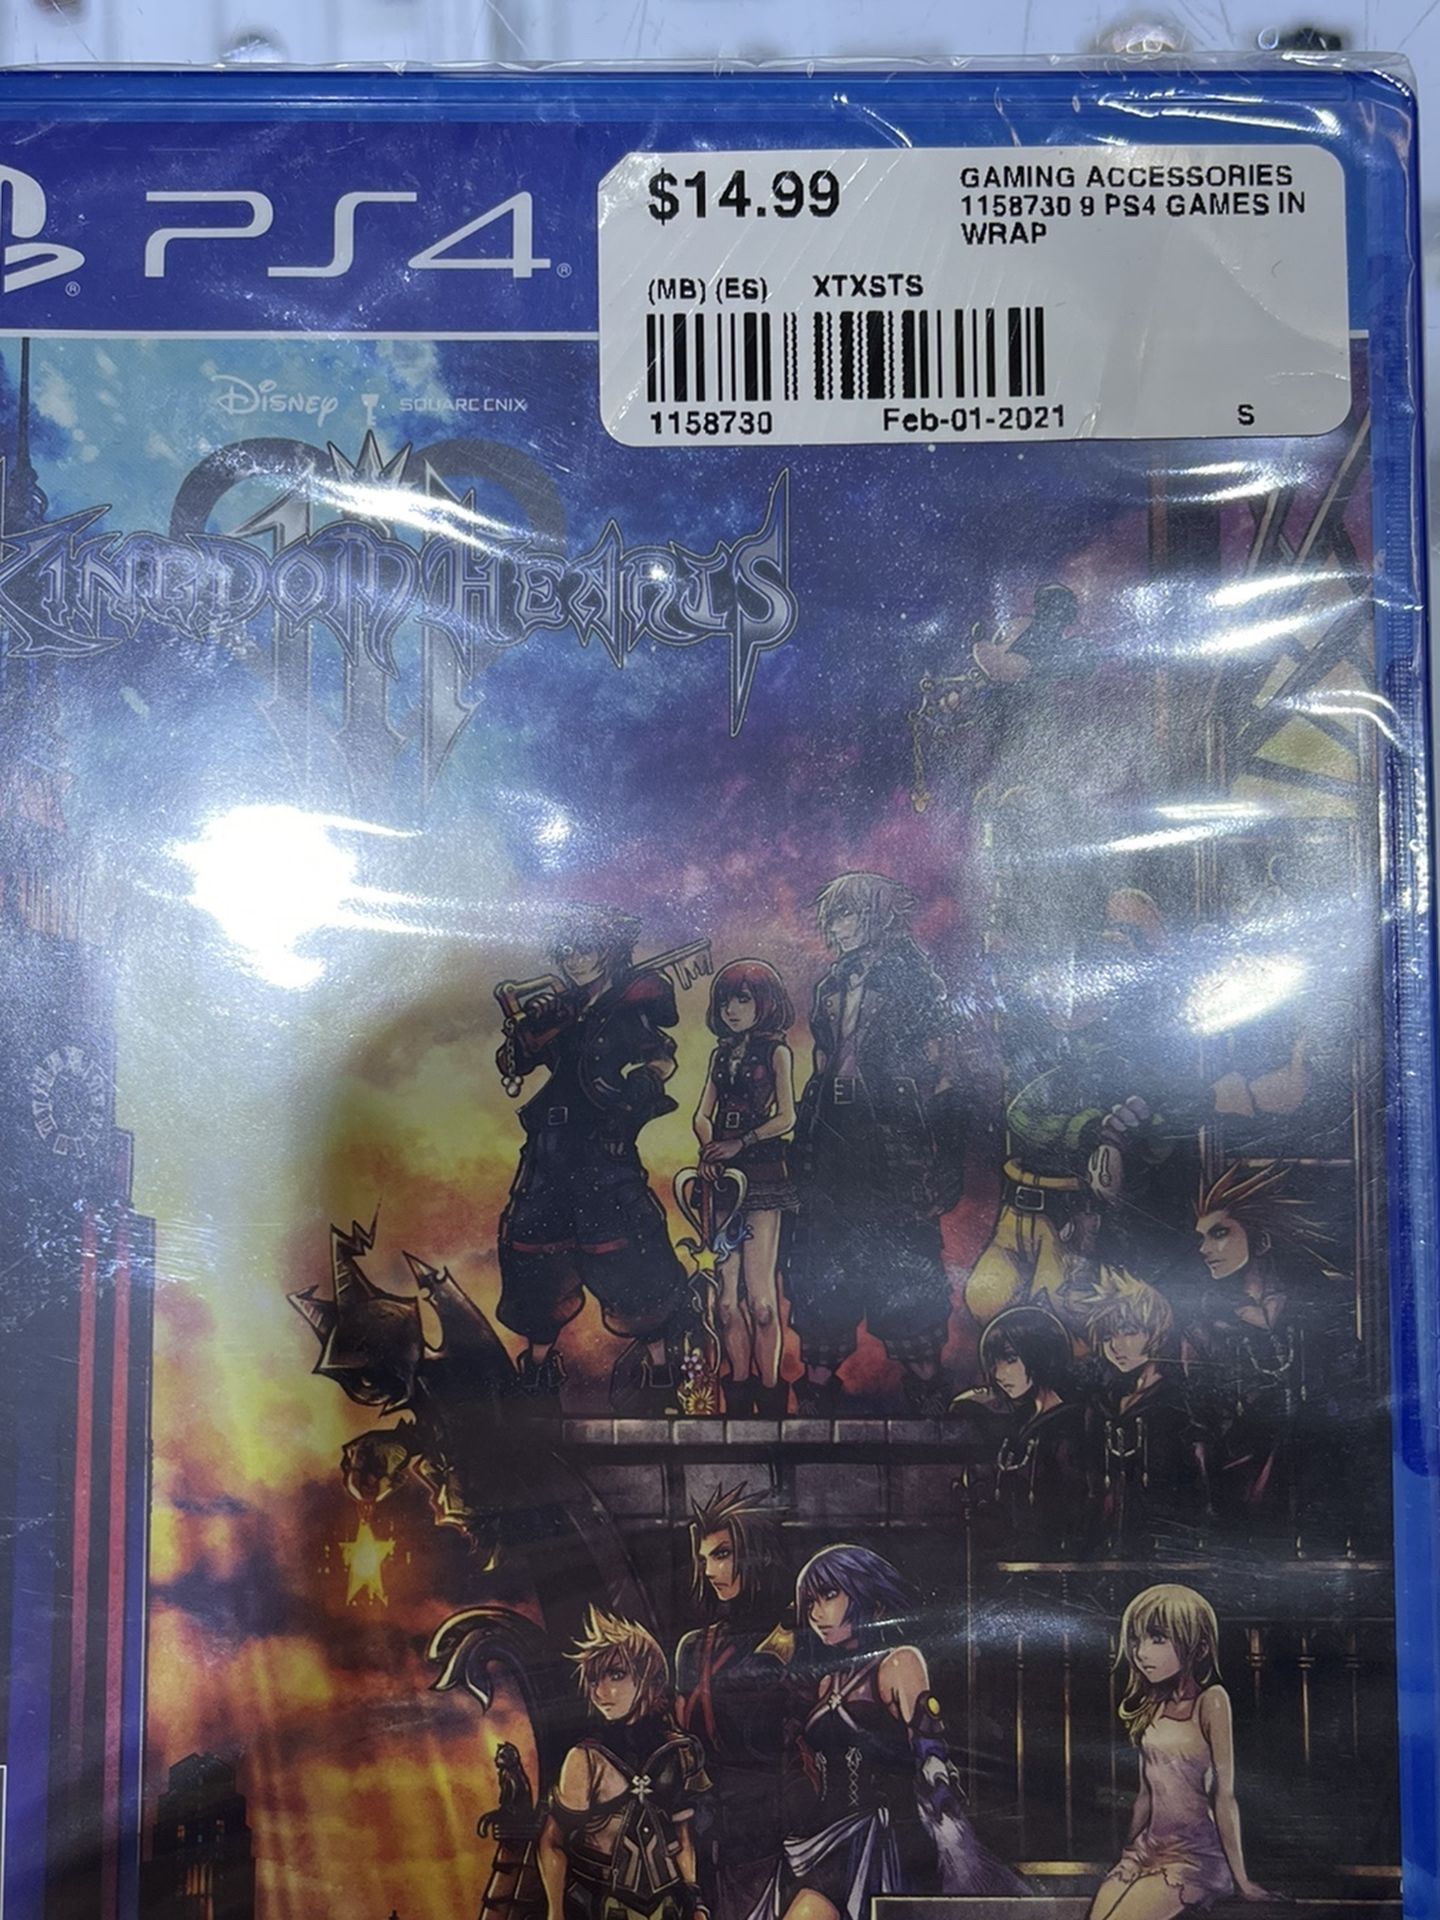 PS4
$14.99
GAMING ACCESSORIES
1158730 9 PS4 GAMES IN
WRAP
(MB) (E6) XTXSTS
1158730 Feb-01-2021 S
Disney SQUARE ENIX
KINGDOM HEARTS
III